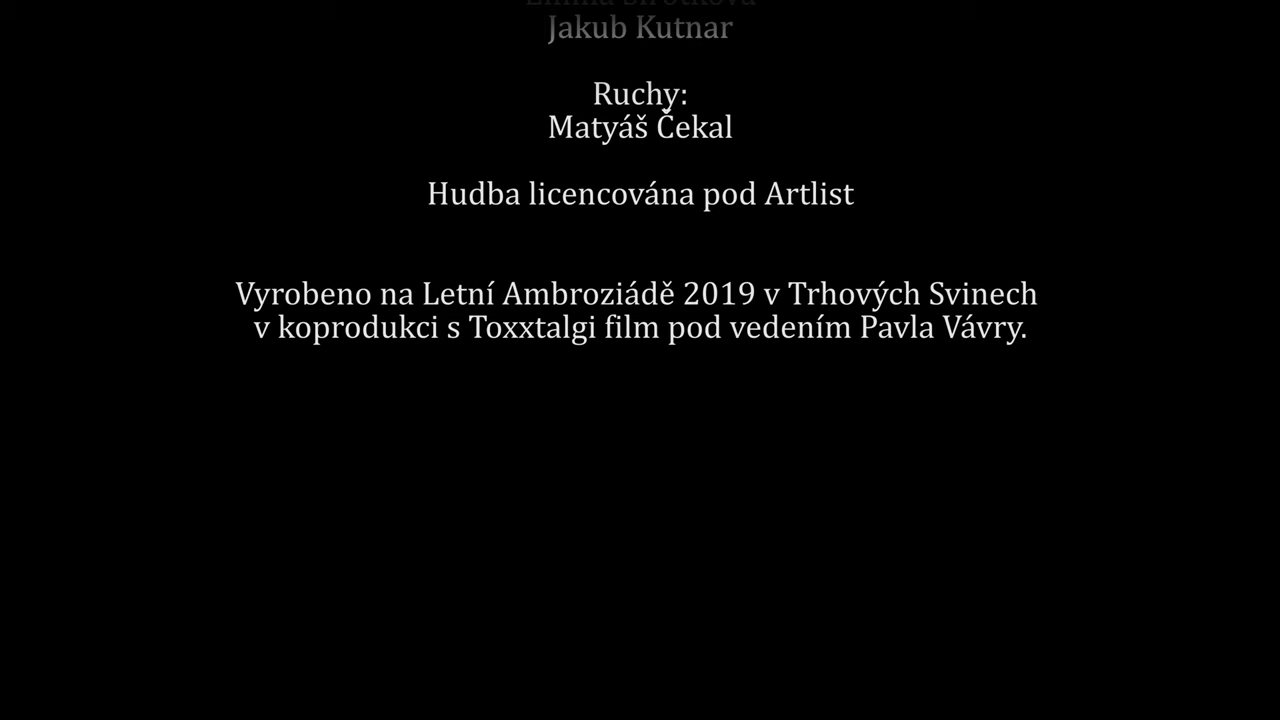 Jakub Kutnar
Ruchy:
Matyáš Čekal
Hudba licencována pod Artlist
Vyrobeno na Letní Ambroziádě 2019 v Trhových Svinech
v koprodukci s Toxxtalgi film pod vedením Pavla Vávry.